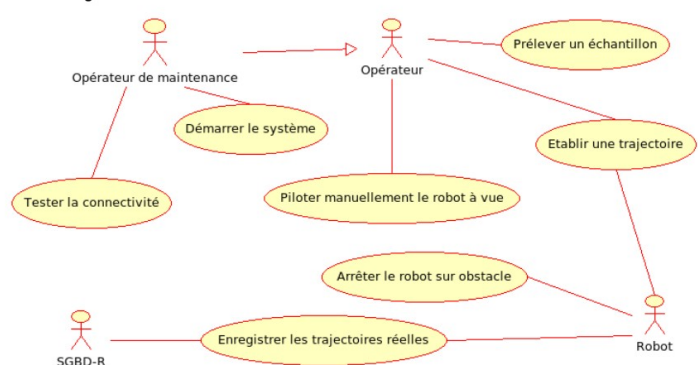 Opérateur de maintenance
Opérateur
Prélever un échantillon
Démarrer le système
Etablir une trajectoire
Tester la connectivité
Piloter manuellement le robot à vue
Arrêter le robot sur obstacle
Enregistrer les trajectoires réelles
SGBD-R
Robot